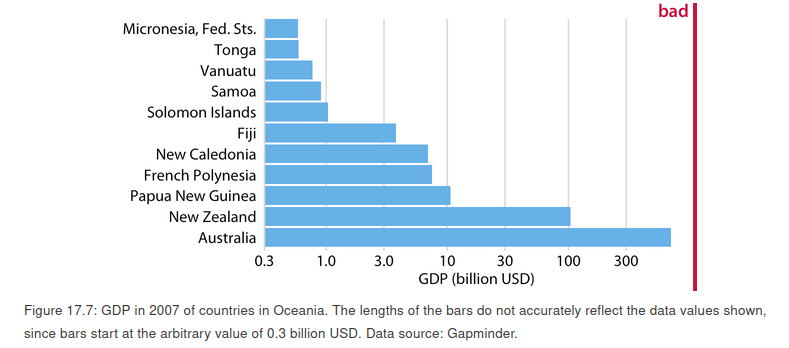 bad
Micronesia, Fed. Sts.
Tonga
Vanuatu
Samoa
Solomon Islands
Fiji
New Caledonia
French Polynesia
Papua New Guinea
New Zealand
Australia
0.3 1.0 3.0 10 30 100 300
GDP (billion USD)
Figure 17.7: GDP in 2007 of countries in Oceania. The lengths of the bars do not accurately reflect the data values shown,
since bars start at the arbitrary value of 0.3 billion USD. Data source: Gapminder.